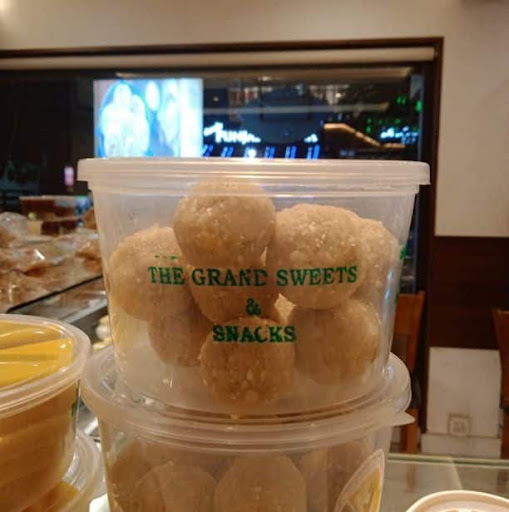 THE GRAND SWEETS
&
SNACKS